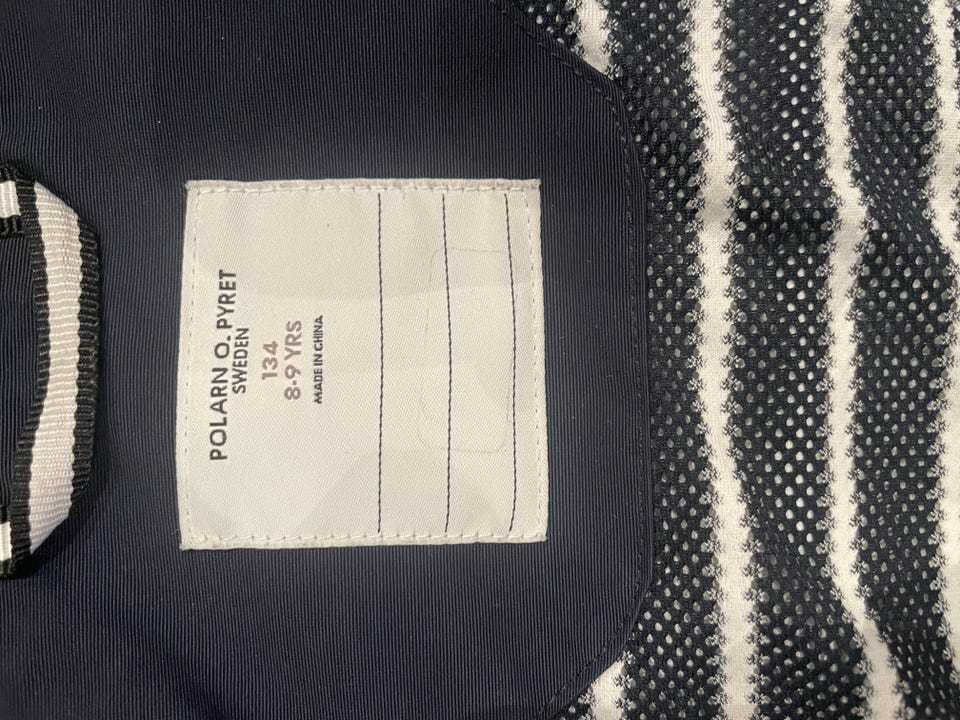 POLARN O. PYRET
SWEDEN
134
8-9 YRS
MADE IN CHINA